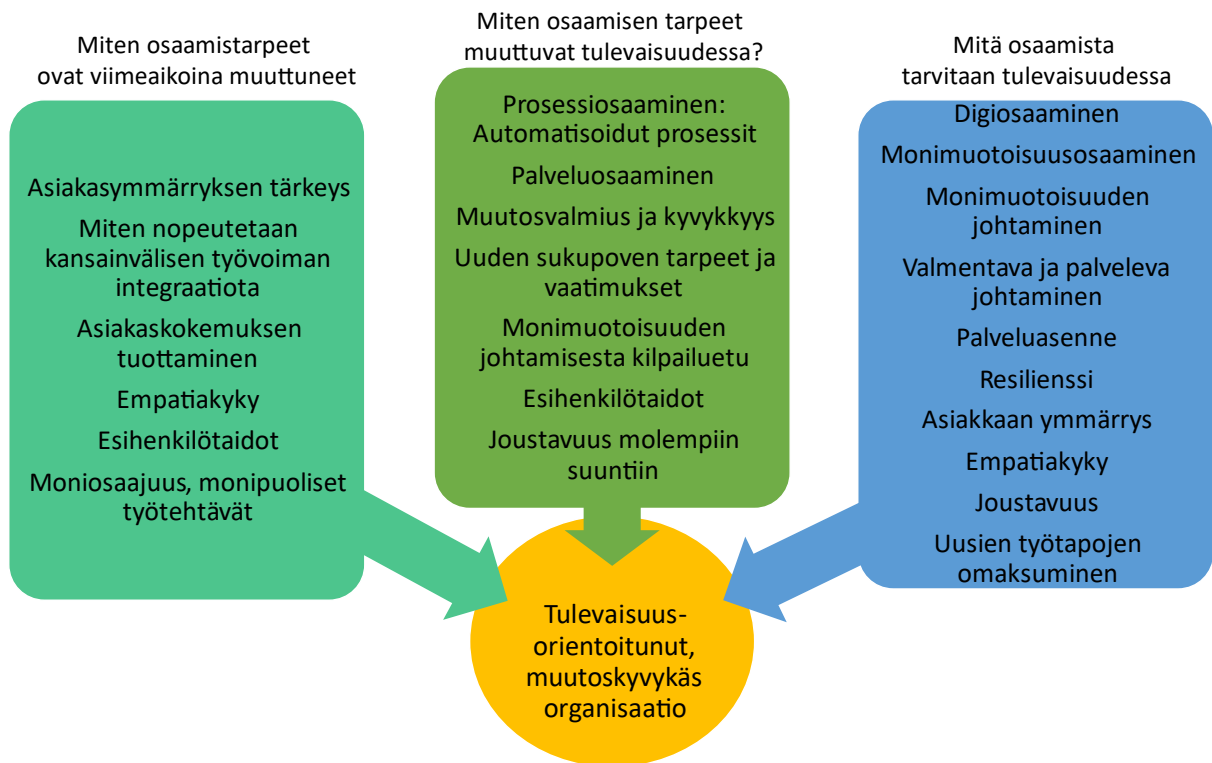 Miten osaamistarpeet
ovat viimeaikoina muuttuneet
Asiakasymmärryksen tärkeys
Miten nopeutetaan
kansainvälisen työvoiman
integraatiota
Asiakaskokemuksen
tuottaminen
Empatiakyky
Esihenkilötaidot
Moniosaajuus, monipuoliset
työtehtävät
Miten osaamisen tarpeet
muuttuvat tulevaisuudessa?
Prosessiosaaminen:
Automatisoidut prosessit
Palveluosaaminen
Muutosvalmius ja kyvykkyys
Uuden sukupoven tarpeet ja
vaatimukset
Monimuotoisuuden
johtamisesta kilpailuetu
Esihenkilötaidot
Joustavuus molempiin
suuntiin
Mitä osaamista
tarvitaan tulevaisuudessa
Digiosaaminen
Monimuotoisuusosaaminen
Monimuotoisuuden
johtaminen
Valmentava ja palveleva
johtaminen
Palveluasenne
Resilienssi
Asiakkaan ymmärrys
Empatiakyky
Joustavuus
Uusien työtapojen
omaksuminen
Tulevaisuus-
orientoitunut,
muutoskyvykäs
organisaatio